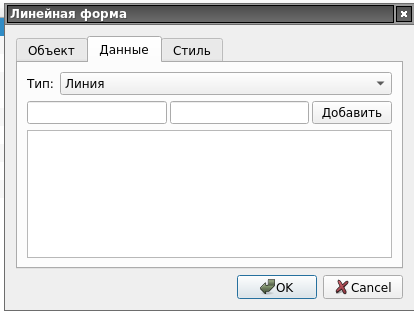 Линейная форма
Объект Данные Стиль
Тип: Линия
Добавить
OK Cancel